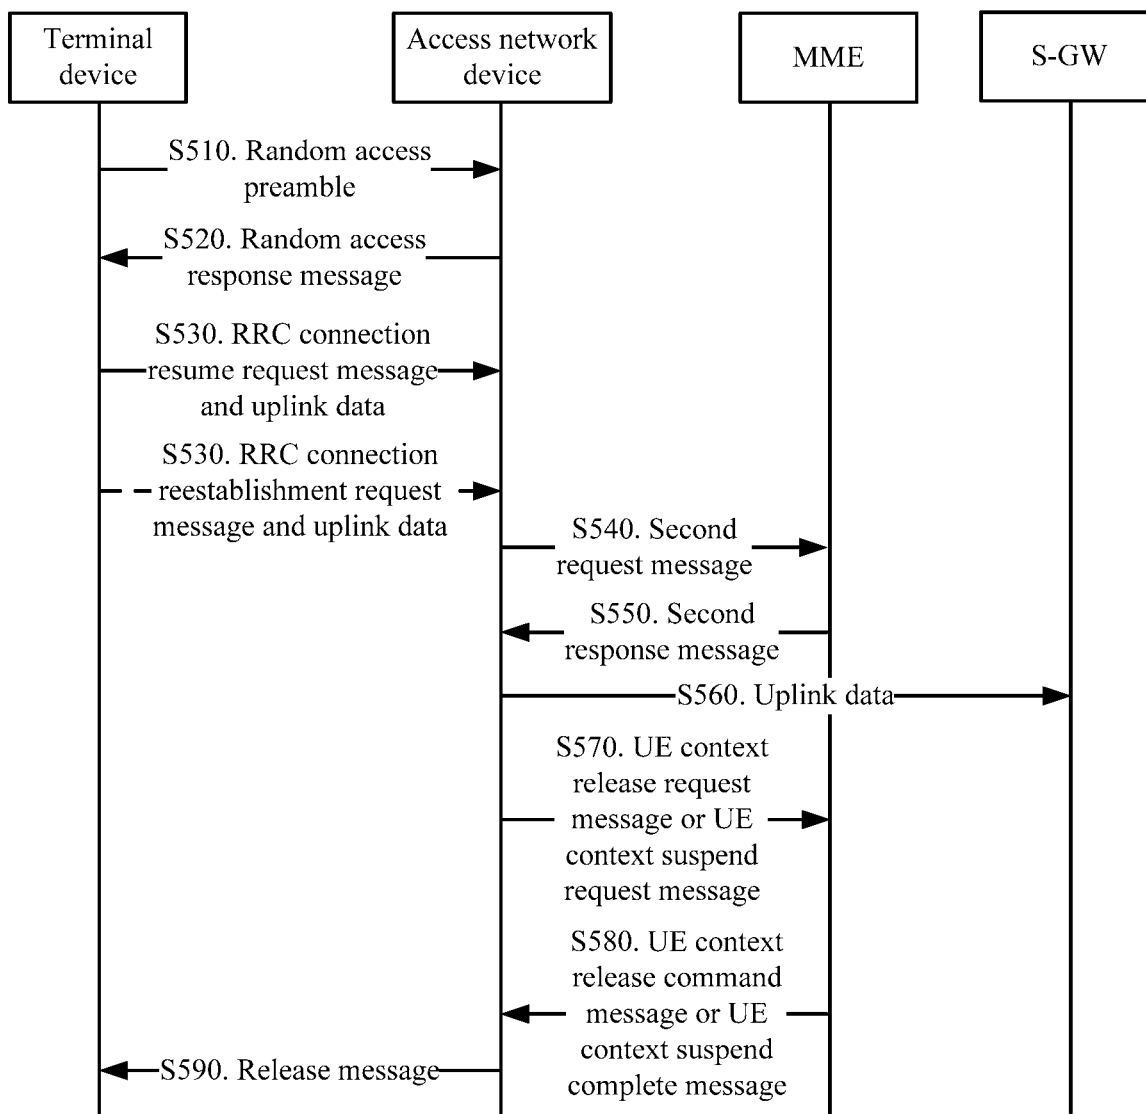 Terminal
device
Access network
device
MME
S-GW
S510. Random access
preamble
S520. Random access
response message
S530. RRC connection
resume request message
and uplink data
S530. RRC connection
reestablishment request
message and uplink data
S540. Second
request message
S550. Second
response message
S560. Uplink data
S570. UE context
release request
message or UE
context suspend
request message
S580. UE context
release command
message or UE
context suspend
complete message
S590. Release message